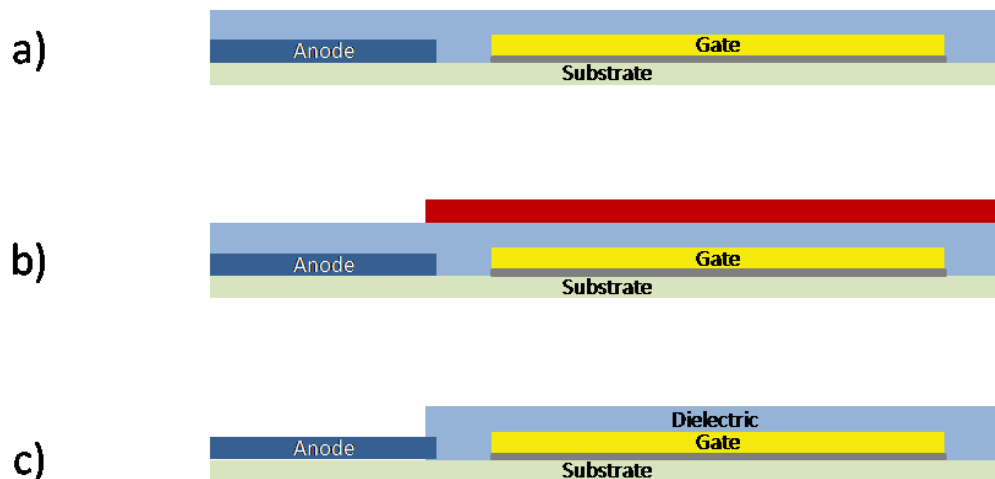 a)
Anode
Gate
Substrate
b)
Anode
Gate
Substrate
c)
Dielectric
Anode
Gate
Substrate